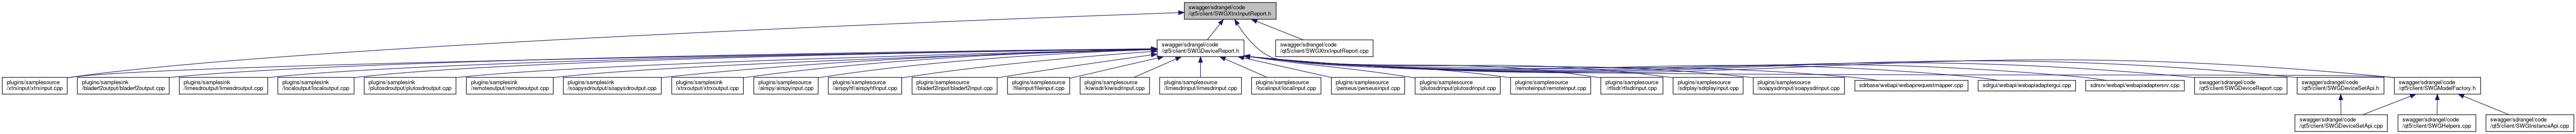 swagger/sdrangel/code
/qt5/client/SWGXtrxInputReport.h
swagger/sdrangel/code
/qt5/client/SWGDeviceReport.h
swagger/sdrangel/code
/qt5/client/SWGXtrxInputReport.cpp
plugins/samplesource
/xtrxinput/xtrxinput.cpp
plugins/samplesink
/bladerf2output/bladerf2output.cpp
plugins/samplesink
/limesdroutput/limesdroutput.cpp
plugins/samplesink
/localoutput/localoutput.cpp
plugins/samplesink
/plutosdroutput/plutosdroutput.cpp
plugins/samplesink
/remoteoutput/remoteoutput.cpp
plugins/samplesink
/soapysdroutput/soapysdroutput.cpp
plugins/samplesink
/xtrxoutput/xtrxoutput.cpp
plugins/samplesource
/airspy/airspyinput.cpp
plugins/samplesource
/airspyhf/airspyhfinput.cpp
plugins/samplesource
/bladerf2input/bladerf2input.cpp
plugins/samplesource
/fileinput/fileinput.cpp
plugins/samplesource
/kiwisdr/kiwisdrinput.cpp
plugins/samplesource
/limesdrinput/limesdrinput.cpp
plugins/samplesource
/localinput/localinput.cpp
plugins/samplesource
/perseus/perseusinput.cpp
plugins/samplesource
/plutosdrinput/plutosdrinput.cpp
plugins/samplesource
/remoteinput/remoteinput.cpp
plugins/samplesource
/rtlsdr/rtlsdrinput.cpp
plugins/samplesource
/sdrplay/sdrplayinput.cpp
plugins/samplesource
/soapysdrinput/soapysdrinput.cpp
sdrbase/webapi/webapirequestmapper.cpp
sdrgui/webapi/webapiadaptergui.cpp
sdrsrv/webapi/webapiadaptersrv.cpp
swagger/sdrangel/code
/qt5/client/SWGDeviceReport.cpp
swagger/sdrangel/code
/qt5/client/SWGDeviceSetApi.h
swagger/sdrangel/code
/qt5/client/SWGModelFactory.h
swagger/sdrangel/code
/qt5/client/SWGDeviceSetApi.cpp
swagger/sdrangel/code
/qt5/client/SWGHelpers.cpp
swagger/sdrangel/code
/qt5/client/SWGInstanceApi.cpp